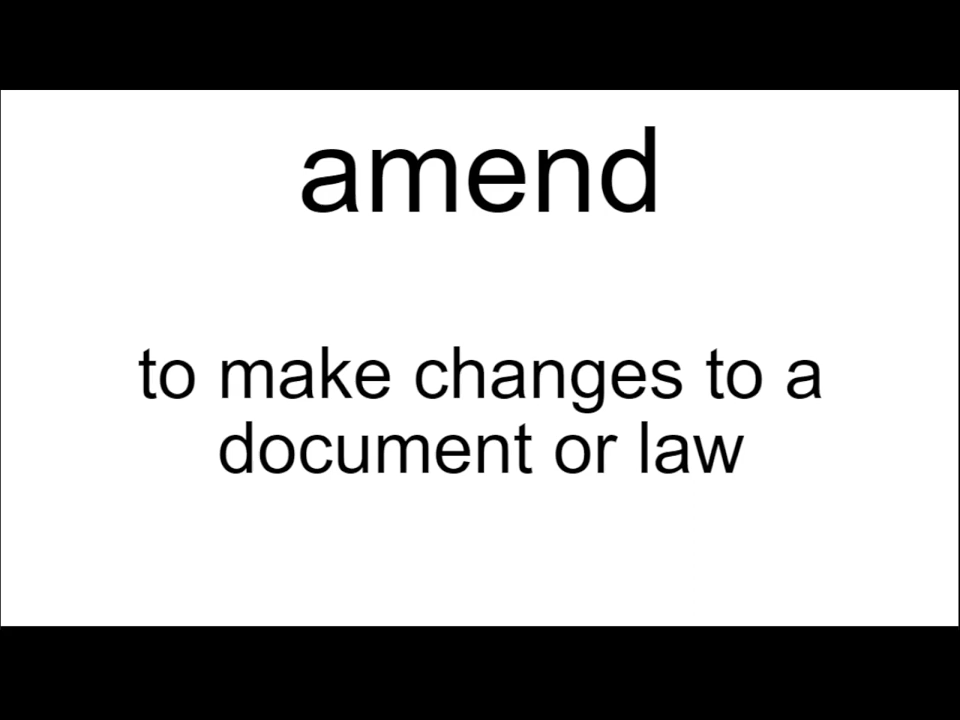 amend
to make changes to a
document or law